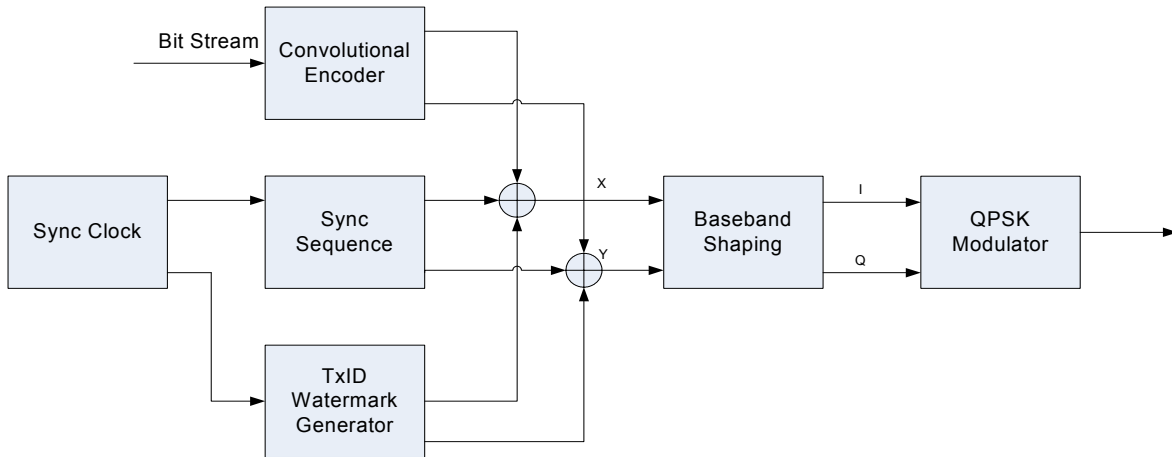 Bit Stream
Convolutional
Encoder
Sync Clock
Sync
Sequence
TxID
Watermark
Generator
X
Y
Baseband
Shaping
I
Q
QPSK
Modulator